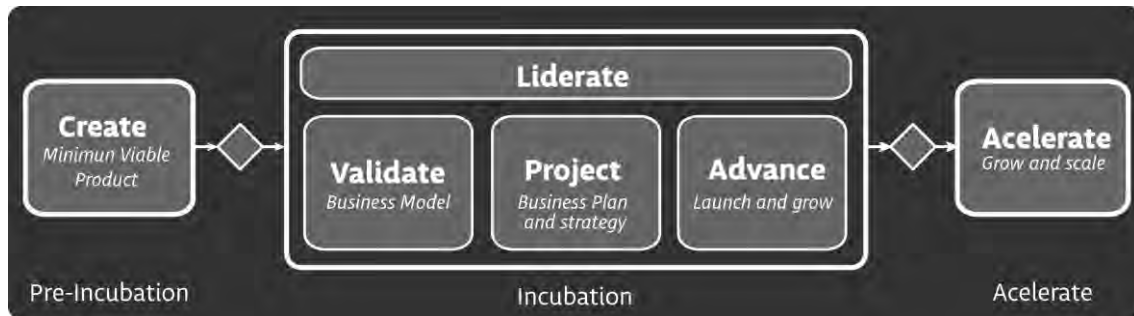 Liderate
Create
Minimun Viable
Product
Validate
Business Model
Project
Business Plan
and strategy
Advance
Launch and grow
Acelerate
Grow and scale
Pre-Incubation
Incubation
Acelerate